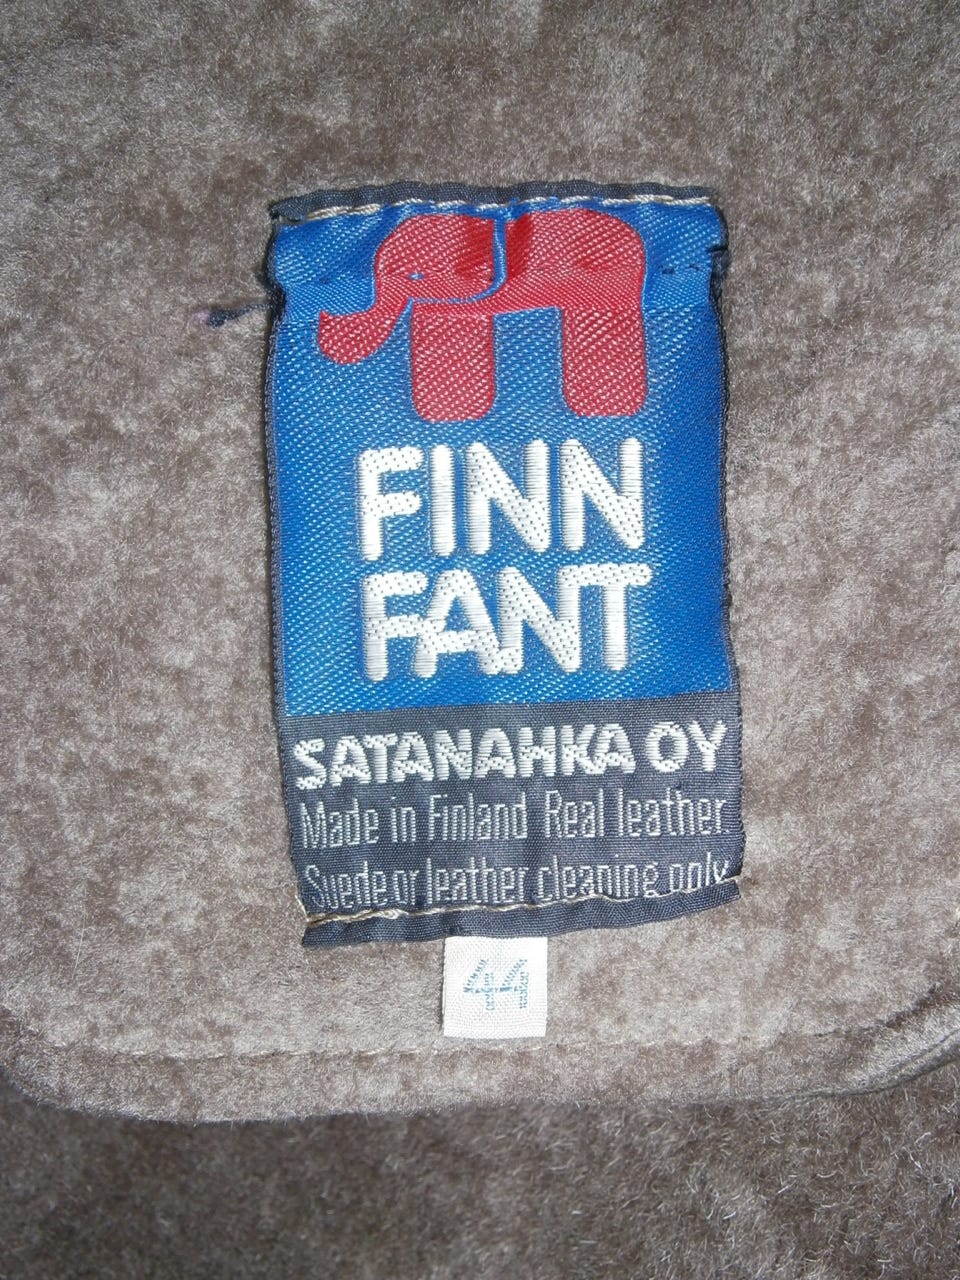 FINN
FANT
SATANAHKA OY
Made in Finland Real leather.
Suede or leather cleaning only.
44